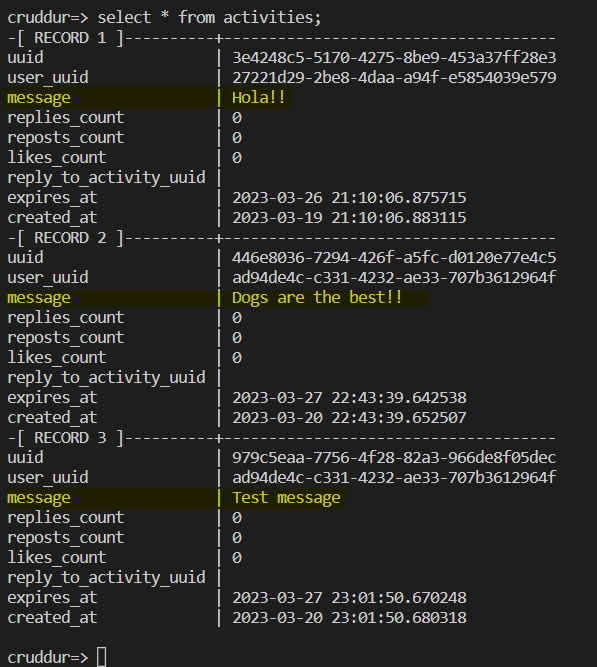 cruddur=> select * from activities;
-[ RECORD 1 ]----------+-------------------------------------
uuid                   | 3e4248c5-5170-4275-8be9-453a37ff28e3
user_uuid              | 27221d29-2be8-4daa-a94f-e5854039e579
message                | Hola!!
replies_count          | 0
reposts_count          | 0
likes_count            | 0
reply_to_activity_uuid |
expires_at             | 2023-03-26 21:10:06.875715
created_at             | 2023-03-19 21:10:06.883115
-[ RECORD 2 ]----------+-------------------------------------
uuid                   | 446e8036-7294-426f-a5fc-d0120e77e4c5
user_uuid              | ad94de4c-c331-4232-ae33-707b3612964f
message                | Dogs are the best!!
replies_count          | 0
reposts_count          | 0
likes_count            | 0
reply_to_activity_uuid |
expires_at             | 2023-03-27 22:43:39.642538
created_at             | 2023-03-20 22:43:39.652507
-[ RECORD 3 ]----------+-------------------------------------
uuid                   | 979c5eaa-7756-4f28-82a3-966de8f05dec
user_uuid              | ad94de4c-c331-4232-ae33-707b3612964f
message                | Test message
replies_count          | 0
reposts_count          | 0
likes_count            | 0
reply_to_activity_uuid |
expires_at             | 2023-03-27 23:01:50.670248
created_at             | 2023-03-20 23:01:50.680318
cruddur=>